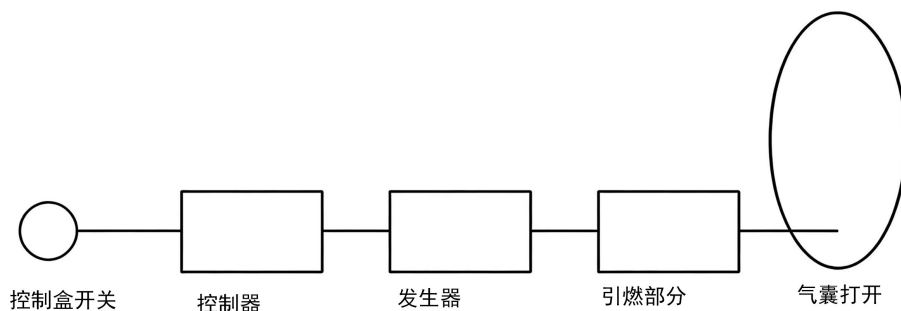 控制盒开关
控制器
发生器
引燃部分
气囊打开